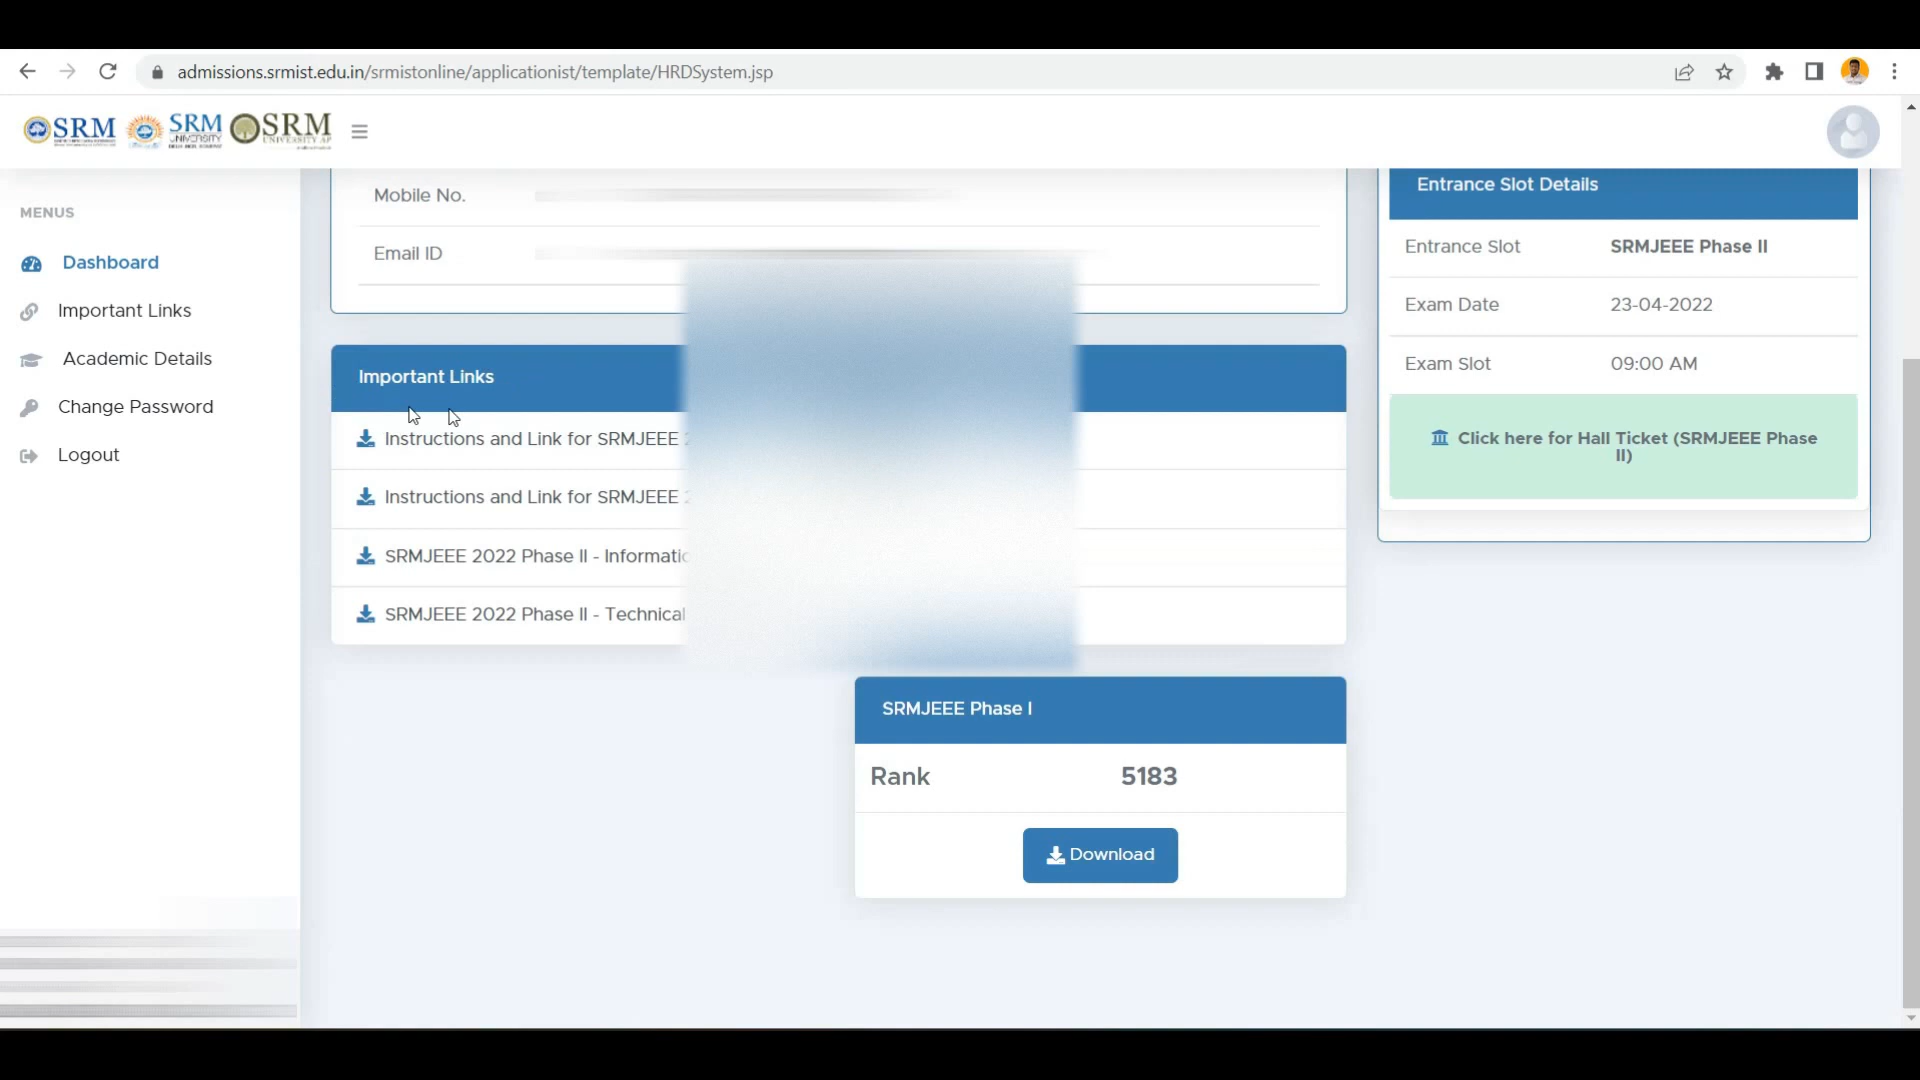 admissions.srmist.edu.in/srmistonline/applicationist/template/HRDSystem.jsp
SRM
SRM
UNIVERSITY
SRM
UNIVERSITY AP
MENUS
Dashboard
Important Links
Academic Details
Change Password
Logout
Mobile No.
Email ID
Important Links
Instructions and Link for SRMJEEE
Instructions and Link for SRMJEEE
SRMJEEE 2022 Phase II -
SRMJEEE 2022 Phase II - Technical
SRMJEEE Phase I
Rank 5183
Download
Entrance Slot Details
Entrance Slot SRMJEEE Phase II
Exam Date 23-04-2022
Exam Slot 09:00 AM
Click here for Hall Ticket (SRMJEEE Phase
II)